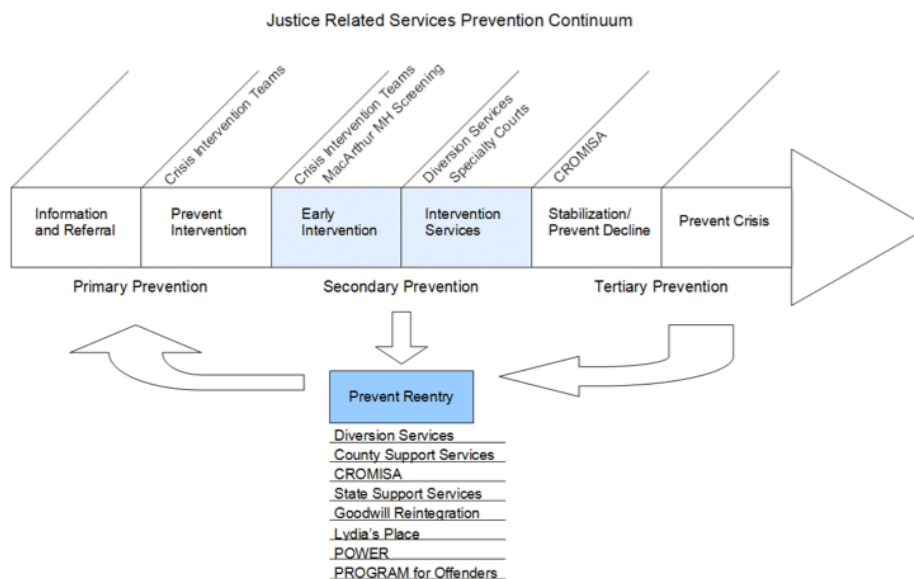 Justice Related Services Prevention Continuum
Crisis Intervention Teams
Crisis Intervention Teams
MacArthur MH Screening
Diversion Services
Specialty Courts
CROMISA
Information
and Referral
Prevent
Intervention
Early
Intervention
Intervention
Services
Stabilization/
Prevent Decline
Prevent Crisis
Primary Prevention
Secondary Prevention
Tertiary Prevention
Prevent Reentry
Diversion Services
County Support Services
CROMISA
State Support Services
Goodwill Reintegration
Lydia's Place
POWER
PROGRAM for Offenders